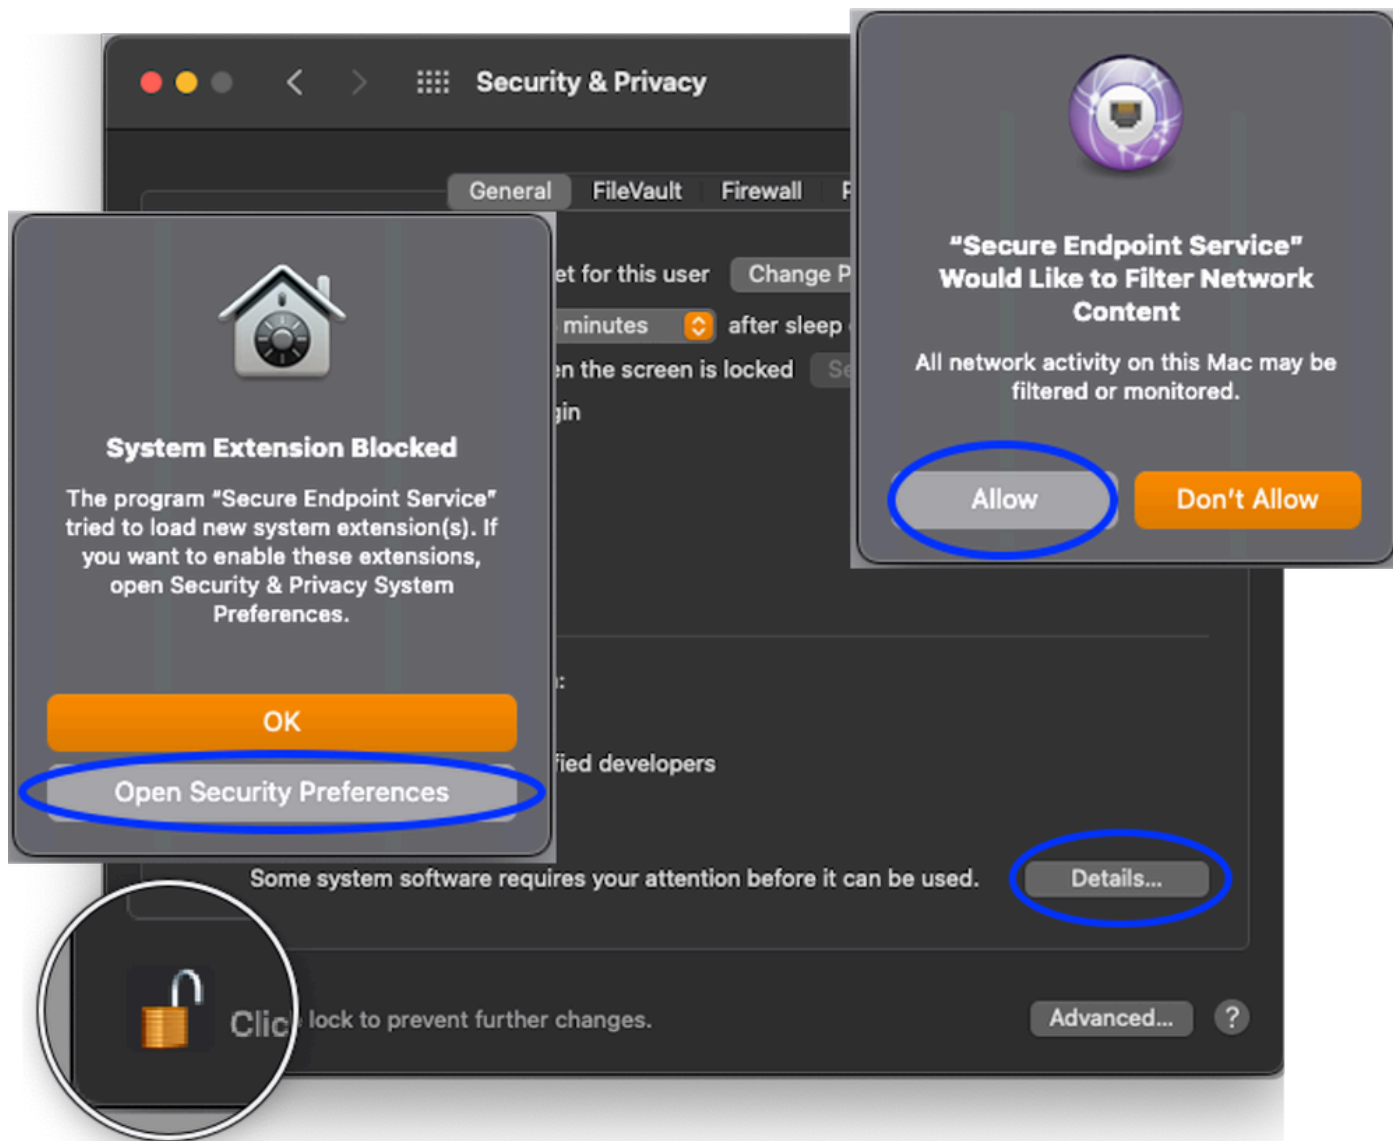 Security & Privacy
General FileVault Firewall
for this user Change
minutes after sleep
the screen is locked
developers
Some system software requires your attention before it can be used.
Details...
lock to prevent further changes.
Advanced...
?
System Extension Blocked
The program “Secure Endpoint Service”
tried to load new system extension(s). If
you want to enable these extensions,
open Security & Privacy System
Preferences.
OK
Open Security Preferences
“Secure Endpoint Service”
Would Like to Filter Network
Content
All network activity on this Mac may be
filtered or monitored.
Allow
Don't Allow